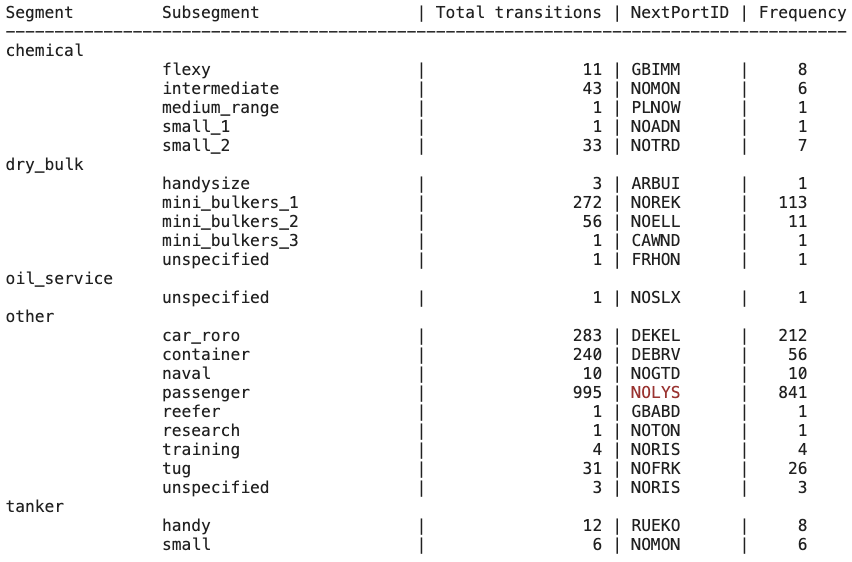 Segment Subsegment | Total transitions | NextPortID | Frequency
--------------------------------------------------------------------------------
chemical
flexy | 11 | GBIMM | 8
intermediate | 43 | NOMON | 6
medium_range | 1 | PLNOW | 1
small_1 | 1 | NOADN | 1
small_2 | 33 | NOTRD | 7
dry_bulk
handysize | 3 | ARBUI | 1
mini_bulkers_1 | 272 | NOREK | 113
mini_bulkers_2 | 56 | NOELL | 11
mini_bulkers_3 | 1 | CAWND | 1
unspecified | 1 | FRHON | 1
oil_service
unspecified | 1 | NOSLX | 1
other
car_roro | 283 | DEKEL | 212
container | 240 | DEBRV | 56
naval | 10 | NOGTD | 10
passenger | 995 | NOLYS | 841
reefer | 1 | GBABD | 1
research | 1 | NOTON | 1
training | 4 | NORIS | 4
tug | 31 | NOFRK | 26
unspecified | 3 | NORIS | 3
tanker
handy | 12 | RUEKO | 8
small | 6 | NOMON | 6